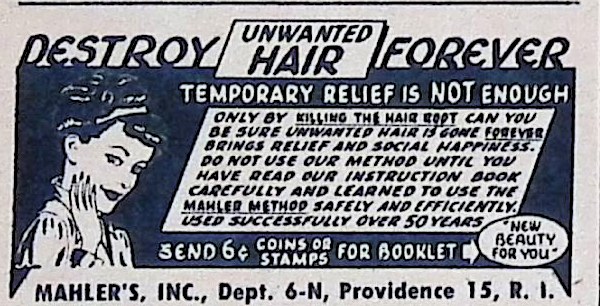 DESTROY UNWANTED HAIR FOREVER
TEMPORARY RELIEF IS NOT ENOUGH
ONLY BY KILLING THE HAIR ROOT CAN YOU
BE SURE UNWANTED HAIR IS GONE FOREVER
BRINGS RELIEF AND SOCIAL HAPPINESS.
DO NOT USE OUR METHOD UNTIL YOU
HAVE READ OUR INSTRUCTION BOOK
CAREFULLY AND LEARNED TO USE THE
MAHLER METHOD SAFELY AND EFFICIENTLY.
USED SUCCESSFULLY OVER 50 YEARS
SEND 6¢ COINS OR STAMPS FOR BOOKLET
"NEW
BEAUTY
FOR YOU"
MAHLER'S, INC., Dept. 6-N, Providence 15, R. I.